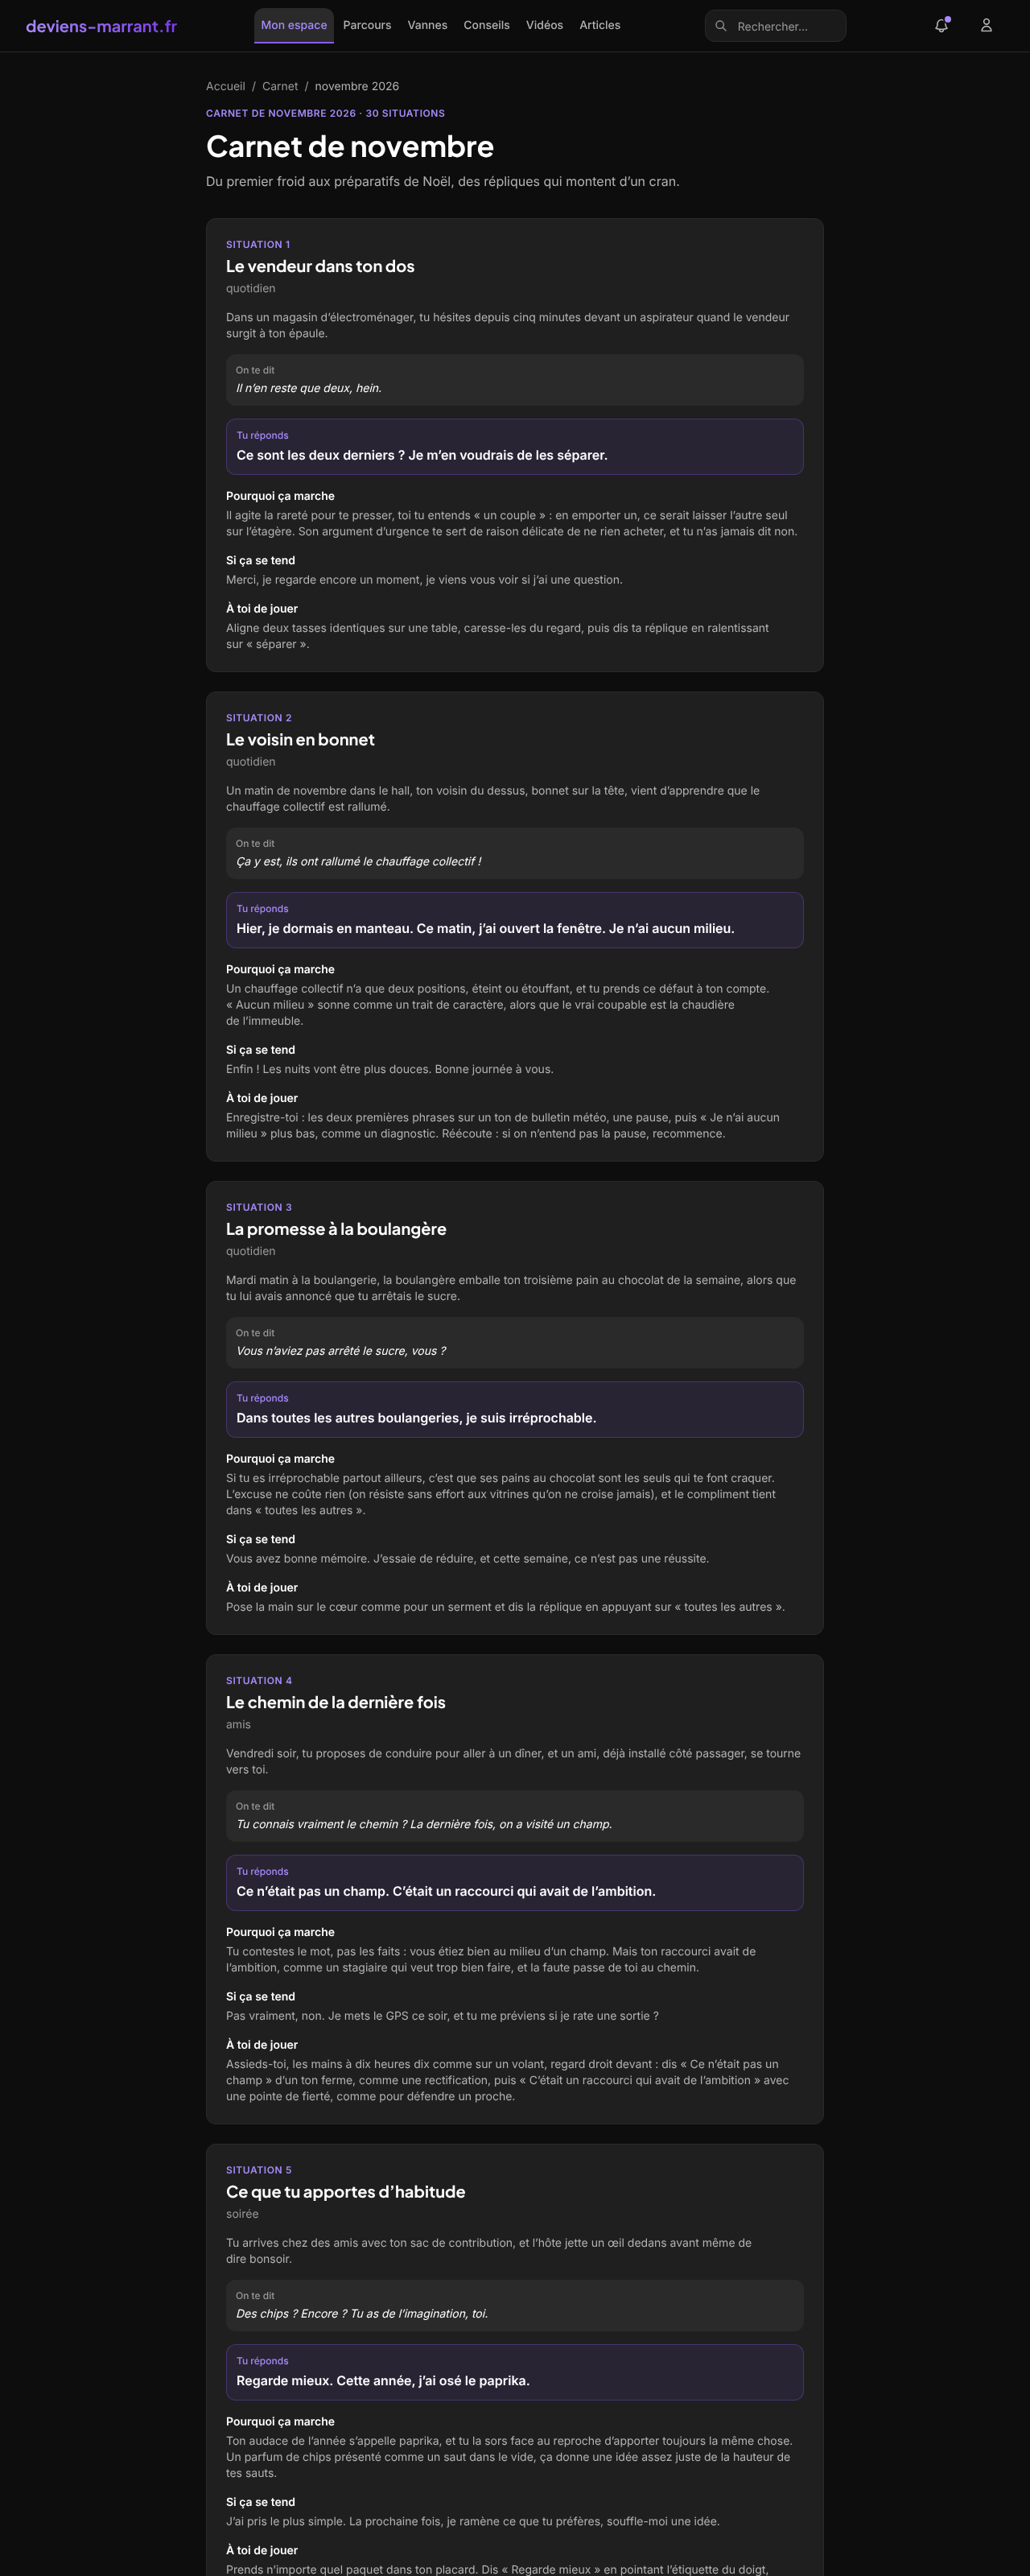 deviens-marrant.fr
Mon espace
Parcours
Vannes
Conseils
Vidéos
Articles
Rechercher...
Accueil / Carnet / novembre 2026
CARNET DE NOVEMBRE 2026 · 30 SITUATIONS
Carnet de novembre
Du premier froid aux préparatifs de Noël, des répliques qui montent d’un cran.
SITUATION 1
Le vendeur dans ton dos
quotidien
Dans un magasin d’électroménager, tu hésites depuis cinq minutes devant un aspirateur quand le vendeur
surgit à ton épaule.
On te dit
Il n’en reste que deux, hein.
Tu réponds
Ce sont les deux derniers ? Je m’en voudrais de les séparer.
Pourquoi ça marche
Il agite la rareté pour te presser, toi tu entends « un couple » : en emporter un, ce serait laisser l’autre seul
sur l’étagère. Son argument d’urgence te sert de raison délicate de ne rien acheter, et tu n’as jamais dit non.
Si ça se tend
Merci, je regarde encore un moment, je viens vous voir si j’ai une question.
À toi de jouer
Aligne deux tasses identiques sur une table, caresse-les du regard, puis dis ta réplique en ralentissant
sur « séparer ».
SITUATION 2
Le voisin en bonnet
quotidien
Un matin de novembre dans le hall, ton voisin du dessus, bonnet sur la tête, vient d’apprendre que le
chauffage collectif est rallumé.
On te dit
Ça y est, ils ont rallumé le chauffage collectif !
Tu réponds
Hier, je dormais en manteau. Ce matin, j’ai ouvert la fenêtre. Je n’ai aucun milieu.
Pourquoi ça marche
Un chauffage collectif n’a que deux positions, éteint ou étouffant, et tu prends ce défaut à ton compte.
« Aucun milieu » sonne comme un trait de caractère, alors que le vrai coupable est la chaudière
de l’immeuble.
Si ça se tend
Enfin ! Les nuits vont être plus douces. Bonne journée à vous.
À toi de jouer
Enregistre-toi : les deux premières phrases sur un ton de bulletin météo, une pause, puis « Je n’ai aucun
milieu » plus bas, comme un diagnostic. Réécoute : si on n’entend pas la pause, recommence.
SITUATION 3
La promesse à la boulangère
quotidien
Mardi matin à la boulangerie, la boulangère emballe ton troisième pain au chocolat de la semaine, alors que
tu lui avais annoncé que tu arrêtais le sucre.
On te dit
Vous n’aviez pas arrêté le sucre, vous ?
Tu réponds
Dans toutes les autres boulangeries, je suis irréprochable.
Pourquoi ça marche
Si tu es irréprochable partout ailleurs, c’est que ses pains au chocolat sont les seuls qui te font craquer.
L’excuse ne coûte rien (on résiste sans effort aux vitrines qu’on ne croise jamais), et le compliment tient
dans « toutes les autres ».
Si ça se tend
Vous avez bonne mémoire. J’essaie de réduire, et cette semaine, ce n’est pas une réussite.
À toi de jouer
Pose la main sur le cœur comme pour un serment et dis la réplique en appuyant sur « toutes les autres ».
SITUATION 4
Le chemin de la dernière fois
amis
Vendredi soir, tu proposes de conduire pour aller à un dîner, et un ami, déjà installé côté passager, se tourne
vers toi.
On te dit
Tu connais vraiment le chemin ? La dernière fois, on a visité un champ.
Tu réponds
Ce n’était pas un champ. C’était un raccourci qui avait de l’ambition.
Pourquoi ça marche
Tu contestes le mot, pas les faits : vous étiez bien au milieu d’un champ. Mais ton raccourci avait de
l’ambition, comme un stagiaire qui veut trop bien faire, et la faute passe de toi au chemin.
Si ça se tend
Pas vraiment, non. Je mets le GPS ce soir, et tu me préviens si je rate une sortie ?
À toi de jouer
Assieds-toi, les mains à dix heures dix comme sur un volant, regard droit devant : dis « Ce n’était pas un
champ » d’un ton ferme, comme une rectification, puis « C’était un raccourci qui avait de l’ambition » avec
une pointe de fierté, comme pour défendre un proche.
SITUATION 5
Ce que tu apportes d’habitude
soirée
Tu arrives chez des amis avec ton sac de contribution, et l’hôte jette un œil dedans avant même de
dire bonsoir.
On te dit
Des chips ? Encore ? Tu as de l’imagination, toi.
Tu réponds
Regarde mieux. Cette année, j’ai osé le paprika.
Pourquoi ça marche
Ton audace de l’année s’appelle paprika, et tu la sors face au reproche d’apporter toujours la même chose.
Un parfum de chips présenté comme un saut dans le vide, ça donne une idée assez juste de la hauteur de
tes sauts.
Si ça se tend
J’ai pris le plus simple. La prochaine fois, je ramène ce que tu préfères, souffle-moi une idée.
À toi de jouer
Prends n’importe quel paquet dans ton placard. Dis « Regarde mieux » en pointant l’étiquette du doigt,